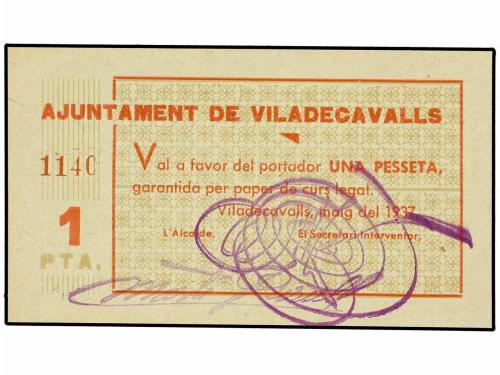 AJUNTAMENT DE VILADECAVALLS
1140
Val a favor del portador UNA PESSETA,
garantida per paper de curs legal.
Viladecavalls, maig del 1937
L'Alcalde, El Secretari Interventor,
1
PTA.